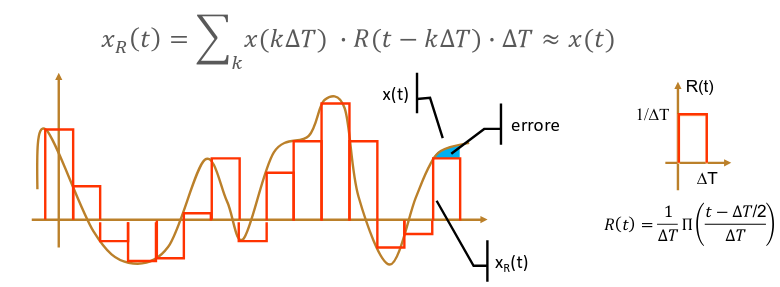 x_R(t) = ∑_k x(kΔT) · R(t − kΔT) · ΔT ≈ x(t)
x(t)
errore
x_R(t)
R(t)
1/ΔT
ΔT
R(t) = 1/ΔT Π((t − ΔT/2)/ΔT)